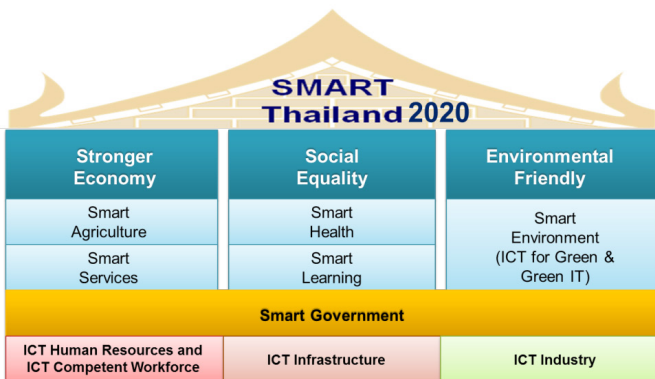 SMART
Thailand 2020
Stronger
Economy
Social
Equality
Environmental
Friendly
Smart
Agriculture
Smart
Health
Smart
Environment
(ICT for Green &
Green IT)
Smart
Services
Smart
Learning
Smart Government
ICT Human Resources and
ICT Competent Workforce
ICT Infrastructure
ICT Industry